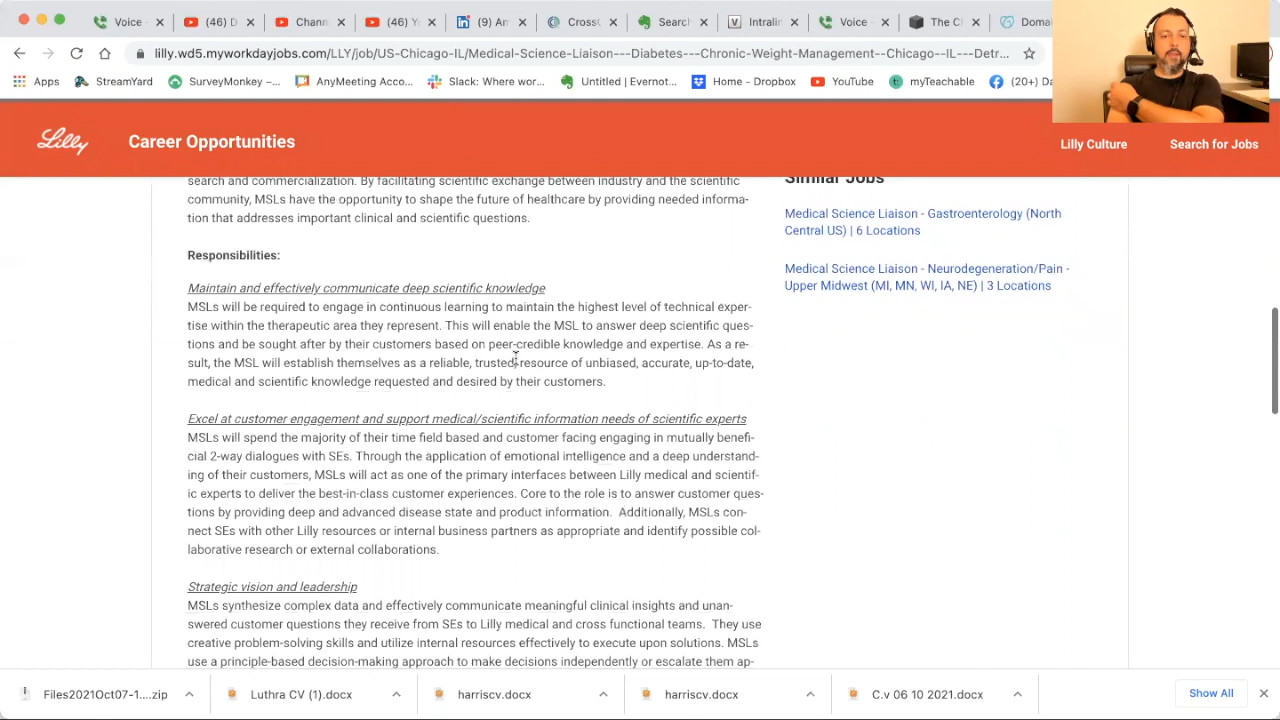 Voice -
(46) D
Chann
(46) Y
(9) An
Cross
Search
Intralin
Voice -
The C
Doma
lilly.wd5.myworkdayjobs.com/LLY/job/US-Chicago-IL/Medical-Science-Liaison---Diabetes---Chronic-Weight-Management--Chicago--IL---Detr...
Apps StreamYard SurveyMonkey -... AnyMeeting Accou... Slack: Where wor... Untitled | Evernot... Home - Dropbox YouTube myTeachable (20+) Da
Lilly Career Opportunities Lilly Culture Search for Jobs
search and commercialization. By facilitating scientific exchange between industry and the scientific
community, MSLs have the opportunity to shape the future of healthcare by providing needed informa-
tion that addresses important clinical and scientific questions.
Responsibilities:
Maintain and effectively communicate deep scientific knowledge
MSLs will be required to engage in continuous learning to maintain the highest level of technical exper-
tise within the therapeutic area they represent. This will enable the MSL to answer deep scientific ques-
tions and be sought after by their customers based on peer-credible knowledge and expertise. As a re-
sult, the MSL will establish themselves as a reliable, trusted resource of unbiased, accurate, up-to-date,
medical and scientific knowledge requested and desired by their customers.
Excel at customer engagement and support medical/scientific information needs of scientific experts
MSLs will spend the majority of their time field based and customer facing engaging in mutually benefi-
cial 2-way dialogues with SEs. Through the application of emotional intelligence and a deep understand-
ing of their customers, MSLs will act as one of the primary interfaces between Lilly medical and scientif-
ic experts to deliver the best-in-class customer experiences. Core to the role is to answer customer ques-
tions by providing deep and advanced disease state and product information. Additionally, MSLs con-
nect SEs with other Lilly resources or internal business partners as appropriate and identify possible col-
laborative research or external collaborations.
Strategic vision and leadership
MSLs synthesize complex data and effectively communicate meaningful clinical insights and unan-
swered customer questions they receive from SEs to Lilly medical and cross functional teams. They use
creative problem-solving skills and utilize internal resources effectively to execute upon solutions. MSLs
use a principle-based decision-making approach to make decisions independently or escalate them ap-
Similar Jobs
Medical Science Liaison - Gastroenterology (North
Central US) | 6 Locations
Medical Science Liaison - Neurodegeneration/Pain -
Upper Midwest (MI, MN, WI, IA, NE) | 3 Locations
Files2021Oct07-1....zip Luthra CV (1).docx harriscv.docx harriscv.docx C.v 06 10 2021.docx Show All